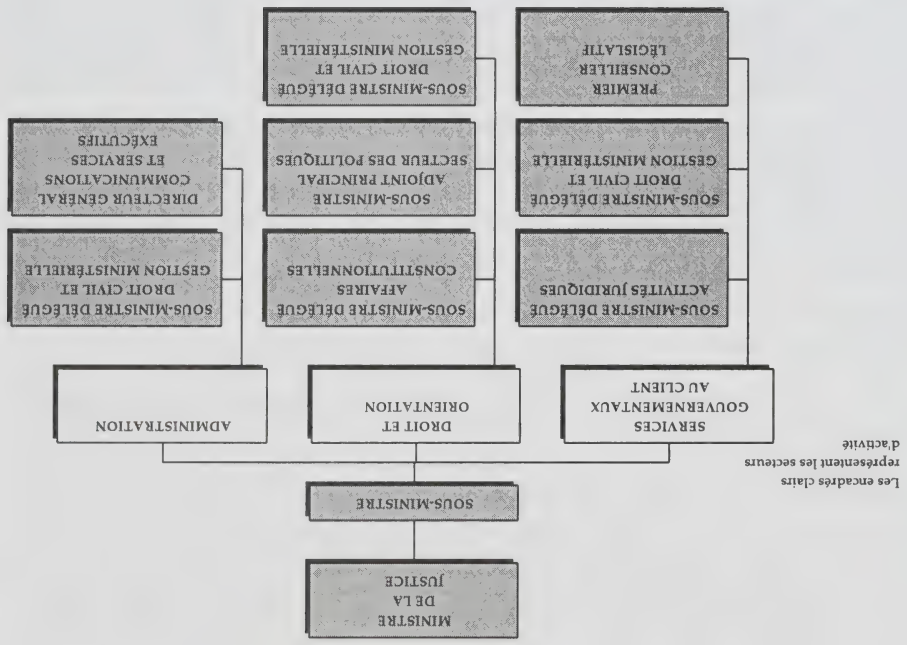 MINISTRE
DE LA
JUSTICE
SOUS-MINISTRE
Les encadrés clairs
représentent les secteurs
d'activité
SERVICES
GOUVERNEMENTAUX
AU CLIENT
DROIT ET
ORIENTATION
ADMINISTRATION
SOUS-MINISTRE DÉLÉGUÉ
ACTIVITÉS JURIDIQUES
SOUS-MINISTRE DÉLÉGUÉ
DROIT CIVIL ET
GESTION MINISTÉRIELLE
PREMIER
CONSEILLER
LÉGISLATIF
SOUS-MINISTRE DÉLÉGUÉ
AFFAIRES
CONSTITUTIONNELLES
SOUS-MINISTRE
ADJOINT PRINCIPAL
SECTEUR DES POLITIQUES
SOUS-MINISTRE DÉLÉGUÉ
DROIT CIVIL ET
GESTION MINISTÉRIELLE
SOUS-MINISTRE DÉLÉGUÉ
DROIT CIVIL ET
GESTION MINISTÉRIELLE
DIRECTEUR GÉNÉRAL
COMMUNICATIONS
ET SERVICES
EXÉCUTIFS